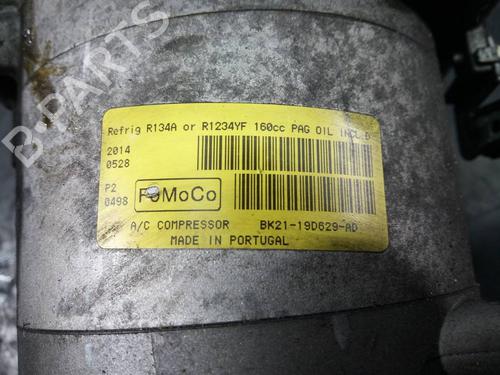 B-PARTS
Refrig R134A or R1234YF 160cc PAG OIL INCL D
2014
0528
P2
0498
FoMoCo
A/C COMPRESSOR BK21-19D629-AD
MADE IN PORTUGAL